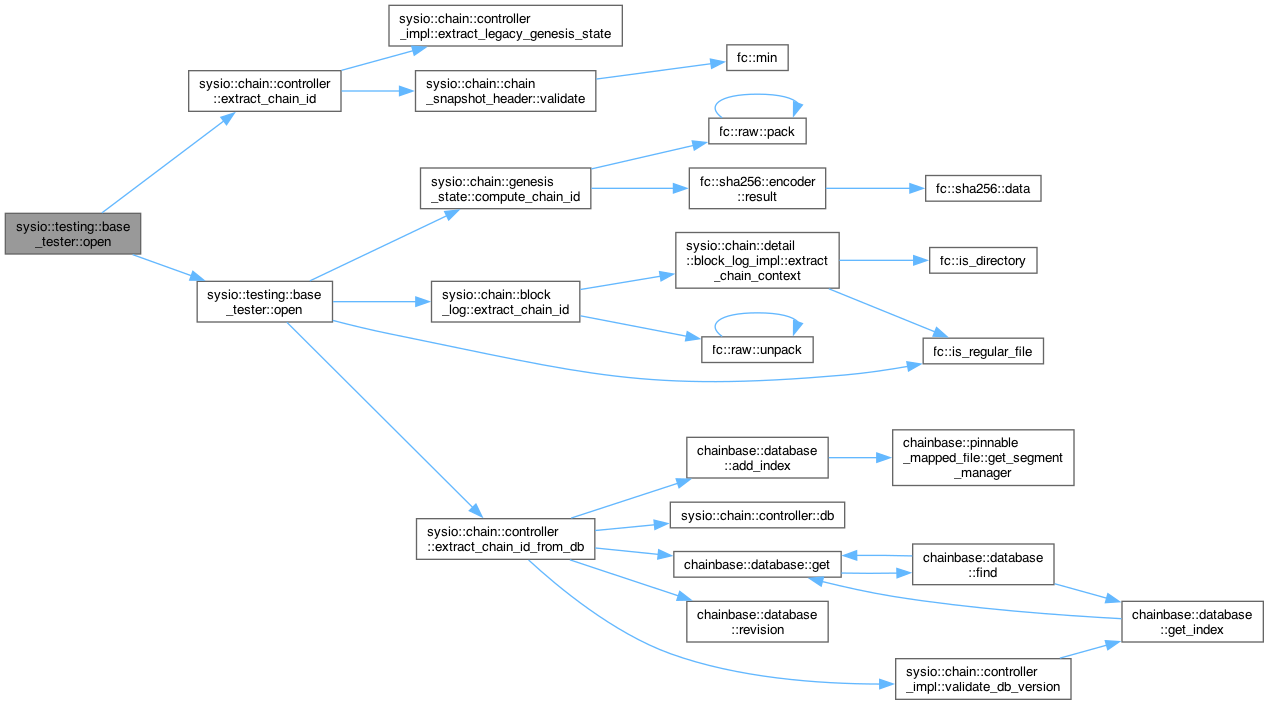 sysio::chain::controller
_impl::extract_legacy_genesis_state
fc::min
sysio::chain::controller
::extract_chain_id
sysio::chain::chain
_snapshot_header::validate
fc::raw::pack
sysio::chain::genesis
_state::compute_chain_id
fc::sha256::encoder
::result
fc::sha256::data
sysio::testing::base
_tester::open
sysio::chain::detail
::block_log_impl::extract
_chain_context
fc::is_directory
sysio::testing::base
_tester::open
sysio::chain::block
_log::extract_chain_id
fc::raw::unpack
fc::is_regular_file
chainbase::database
::add_index
chainbase::pinnable
_mapped_file::get_segment
_manager
sysio::chain::controller::db
sysio::chain::controller
::extract_chain_id_from_db
chainbase::database::get
chainbase::database
::find
chainbase::database
::revision
chainbase::database
::get_index
sysio::chain::controller
_impl::validate_db_version